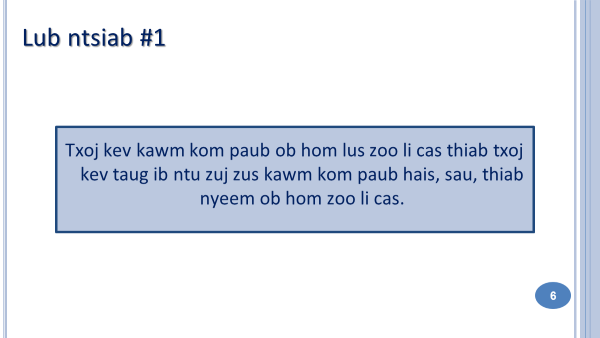 Lub ntsiab #1
Txoj kev kawm kom paub ob hom lus zoo li cas thiab txoj
kev taug ib ntu zuj zus kawm kom paub hais, sau, thiab
nyeem ob hom zoo li cas.
6